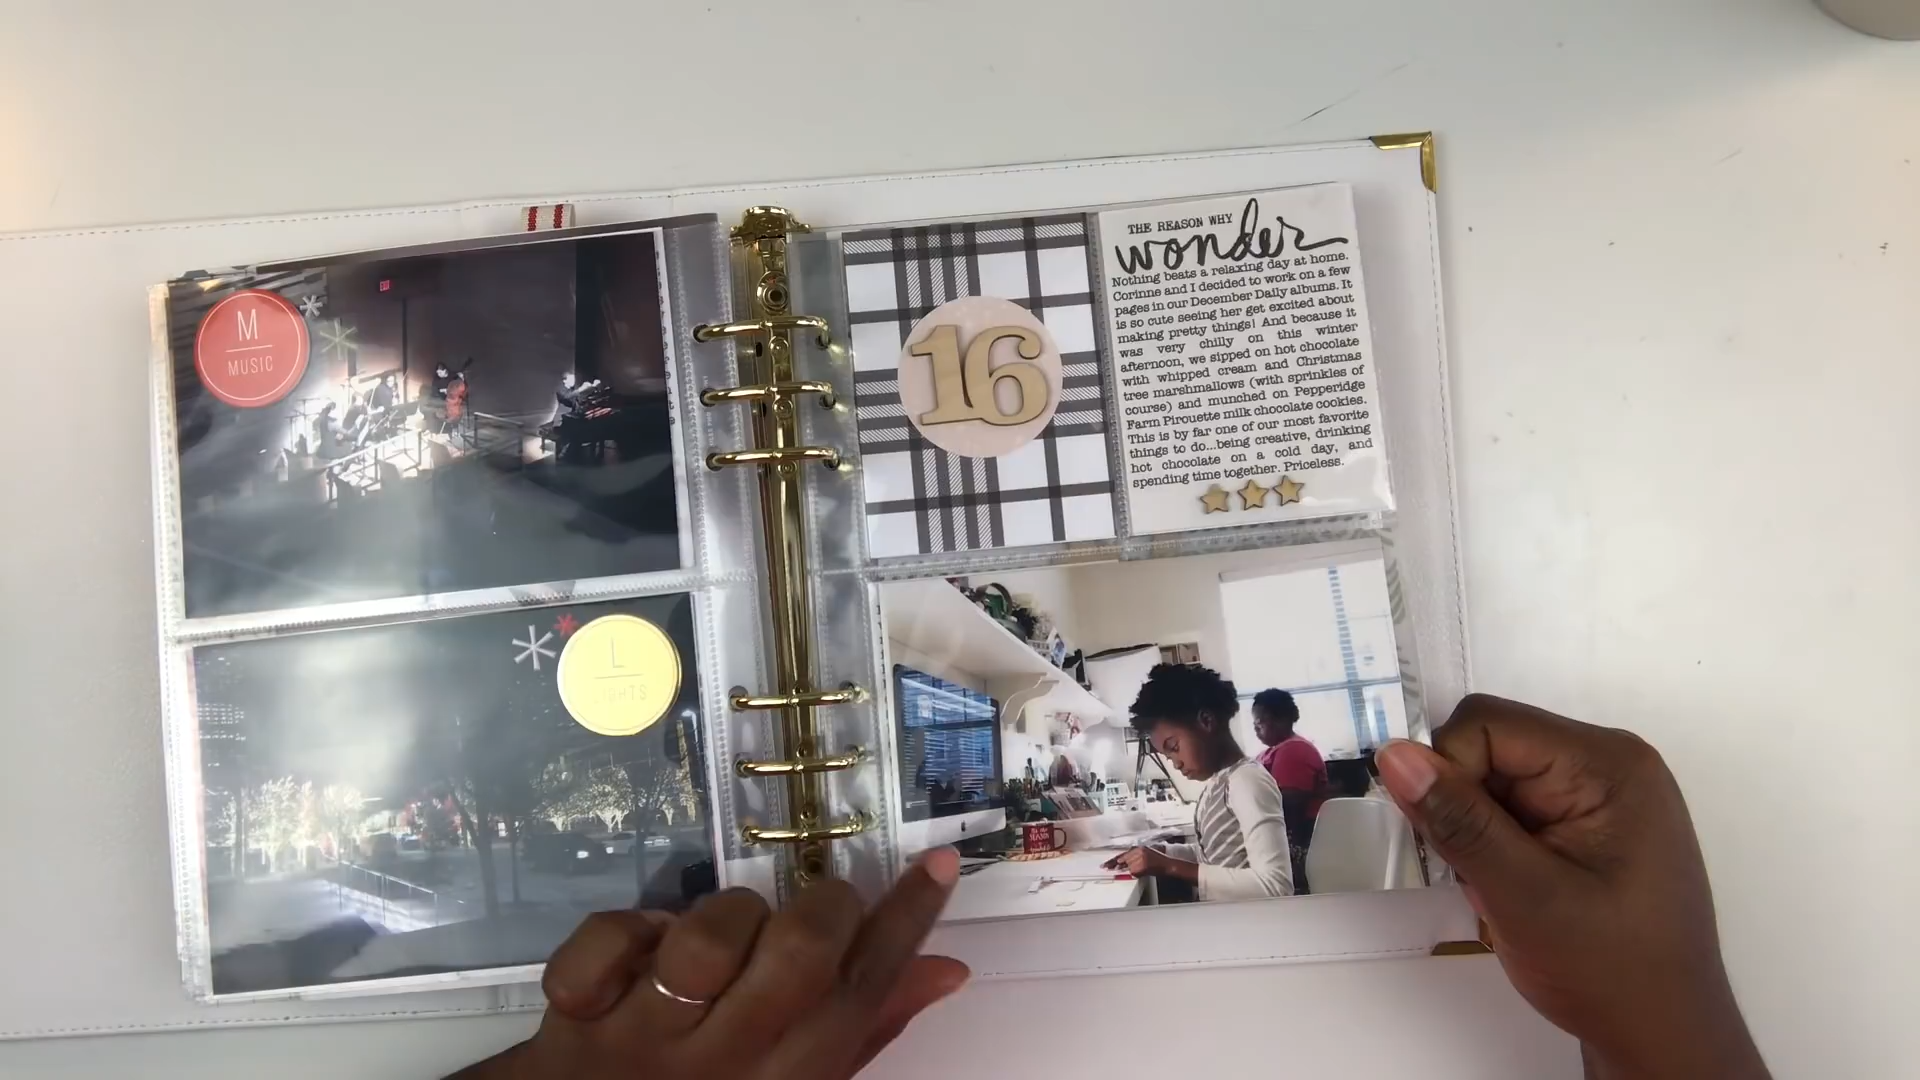 M
MUSIC
L
LIGHTS
16
THE REASON WHY
wonder
Nothing beats a relaxing day at home.
Corinne and I decided to work on a few
pages in our December Daily albums. It
is so cute seeing her get excited about
making pretty things! And because it
was very chilly on this winter
afternoon, we sipped on hot chocolate
with whipped cream and Christmas
tree marshmallows (with sprinkles of
course) and munched on Pepperidge
Farm Pirouette milk chocolate cookies.
This is by far one of our most favorite
things to do...being creative, drinking
hot chocolate on a cold day, and
spending time together. Priceless.